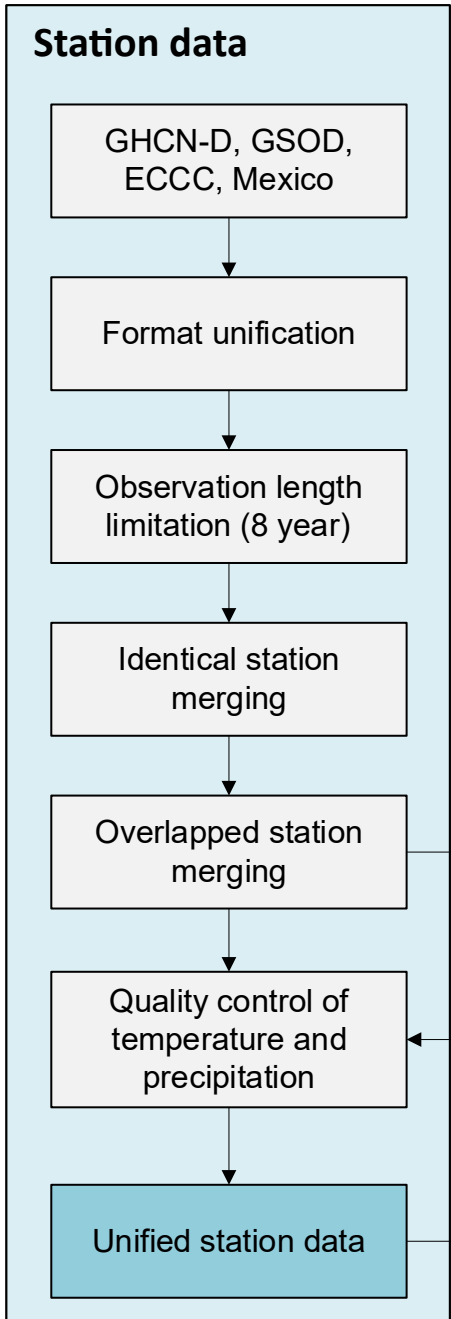 Station data
GHCN-D, GSOD,
ECCC, Mexico
Format unification
Observation length
limitation (8 year)
Identical station
merging
Overlapped station
merging
Quality control of
temperature and
precipitation
Unified station data